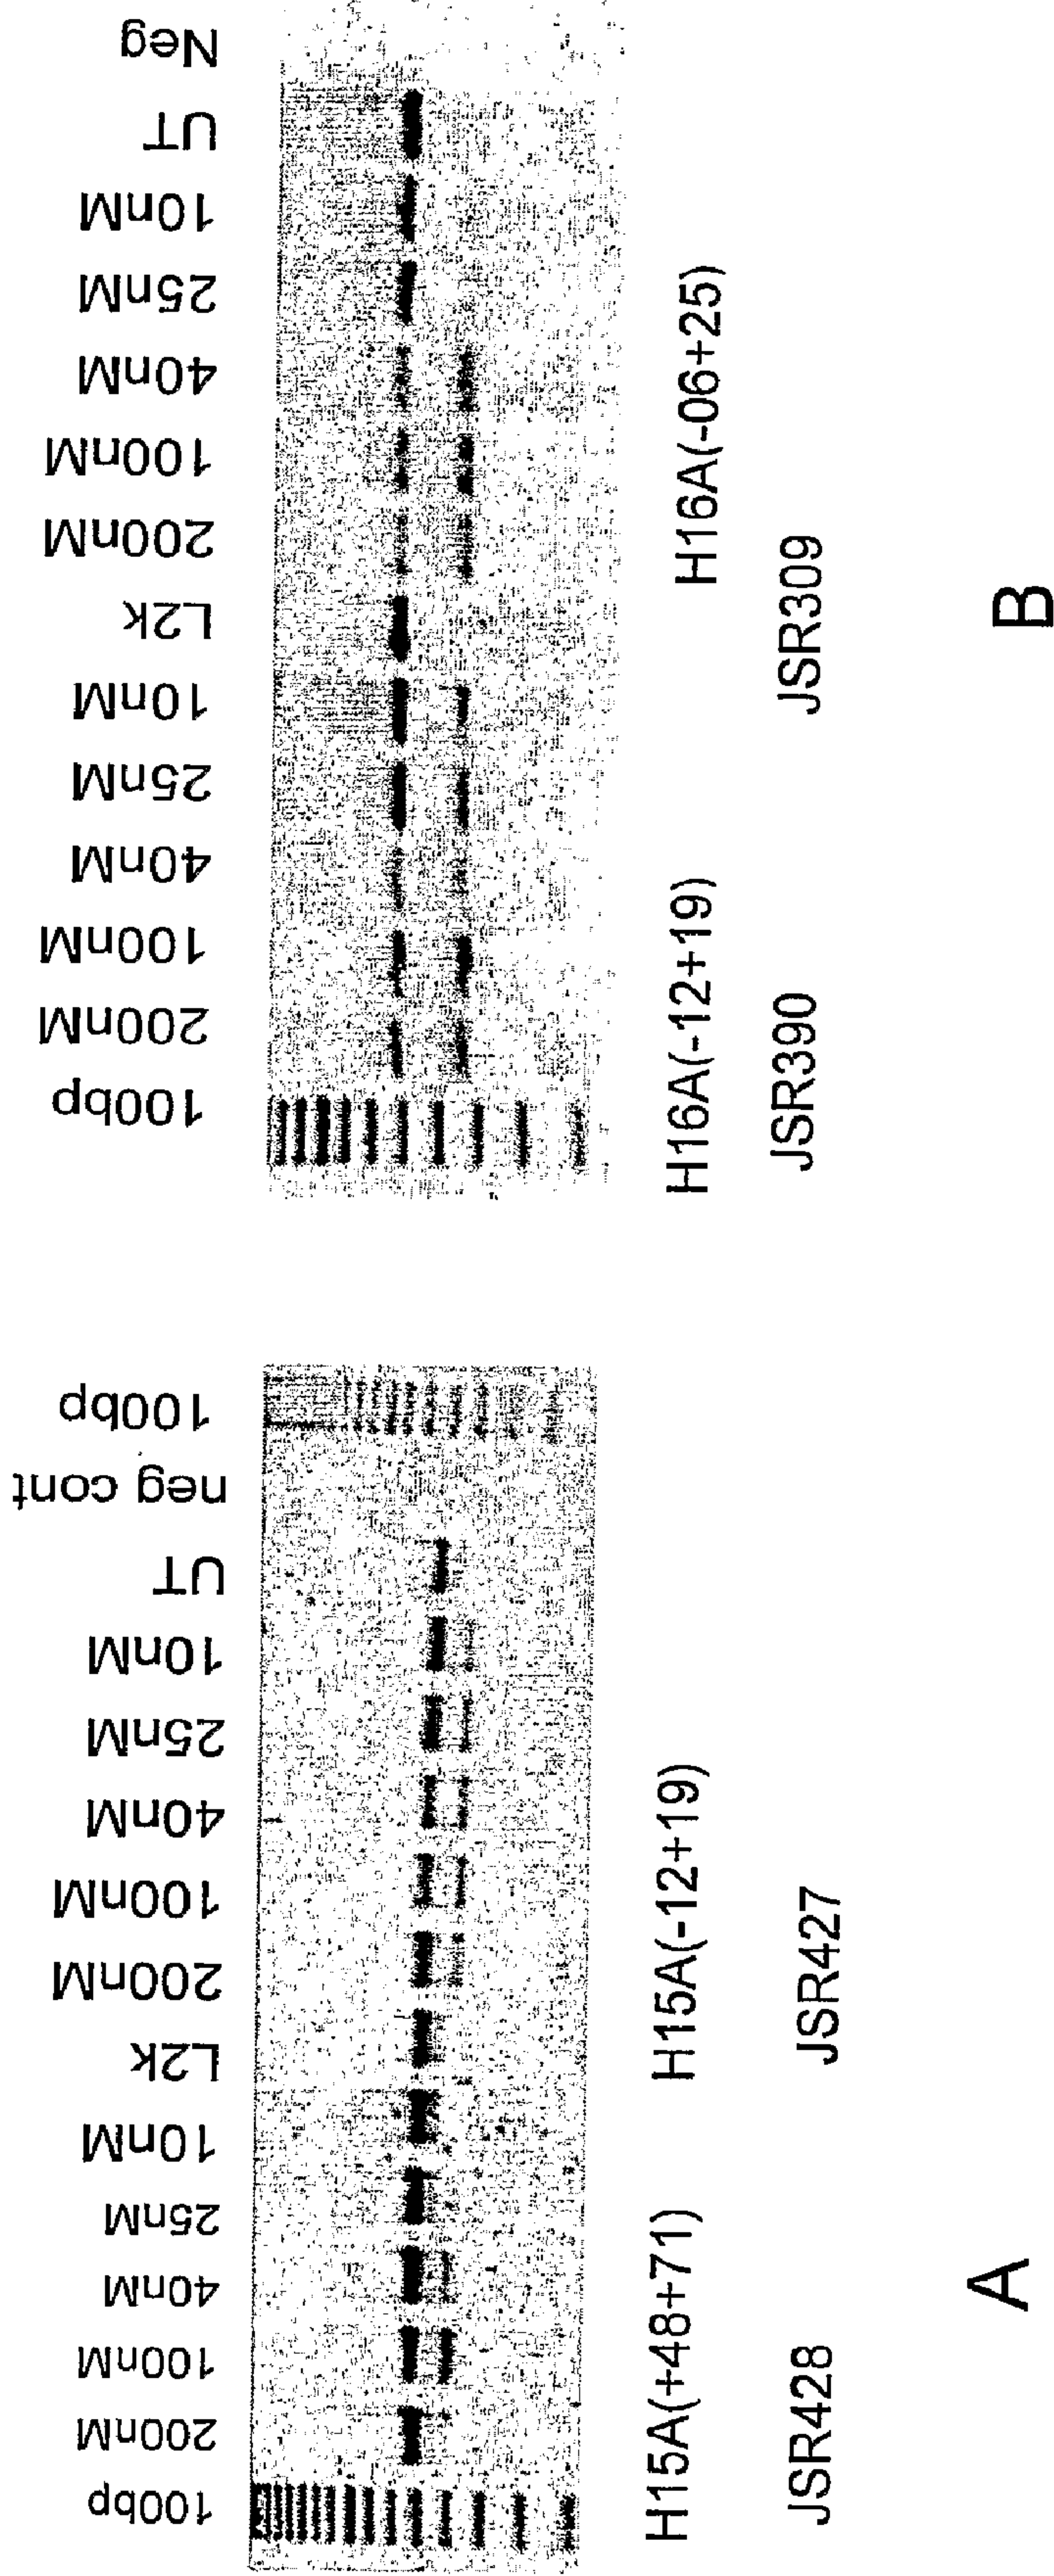 100bp
200nM
100nM
40nM
25nM
10nM
L2k
200nM
100nM
40nM
25nM
10nM
UT
neg cont
100bp
H15A(+48+71)
H15A(-12+19)
JSR428
JSR427
A
100bp
200nM
100nM
40nM
25nM
10nM
L2k
200nM
100nM
40nM
25nM
10nM
UT
Neg
H16A(-12+19)
H16A(-06+25)
JSR390
JSR309
B